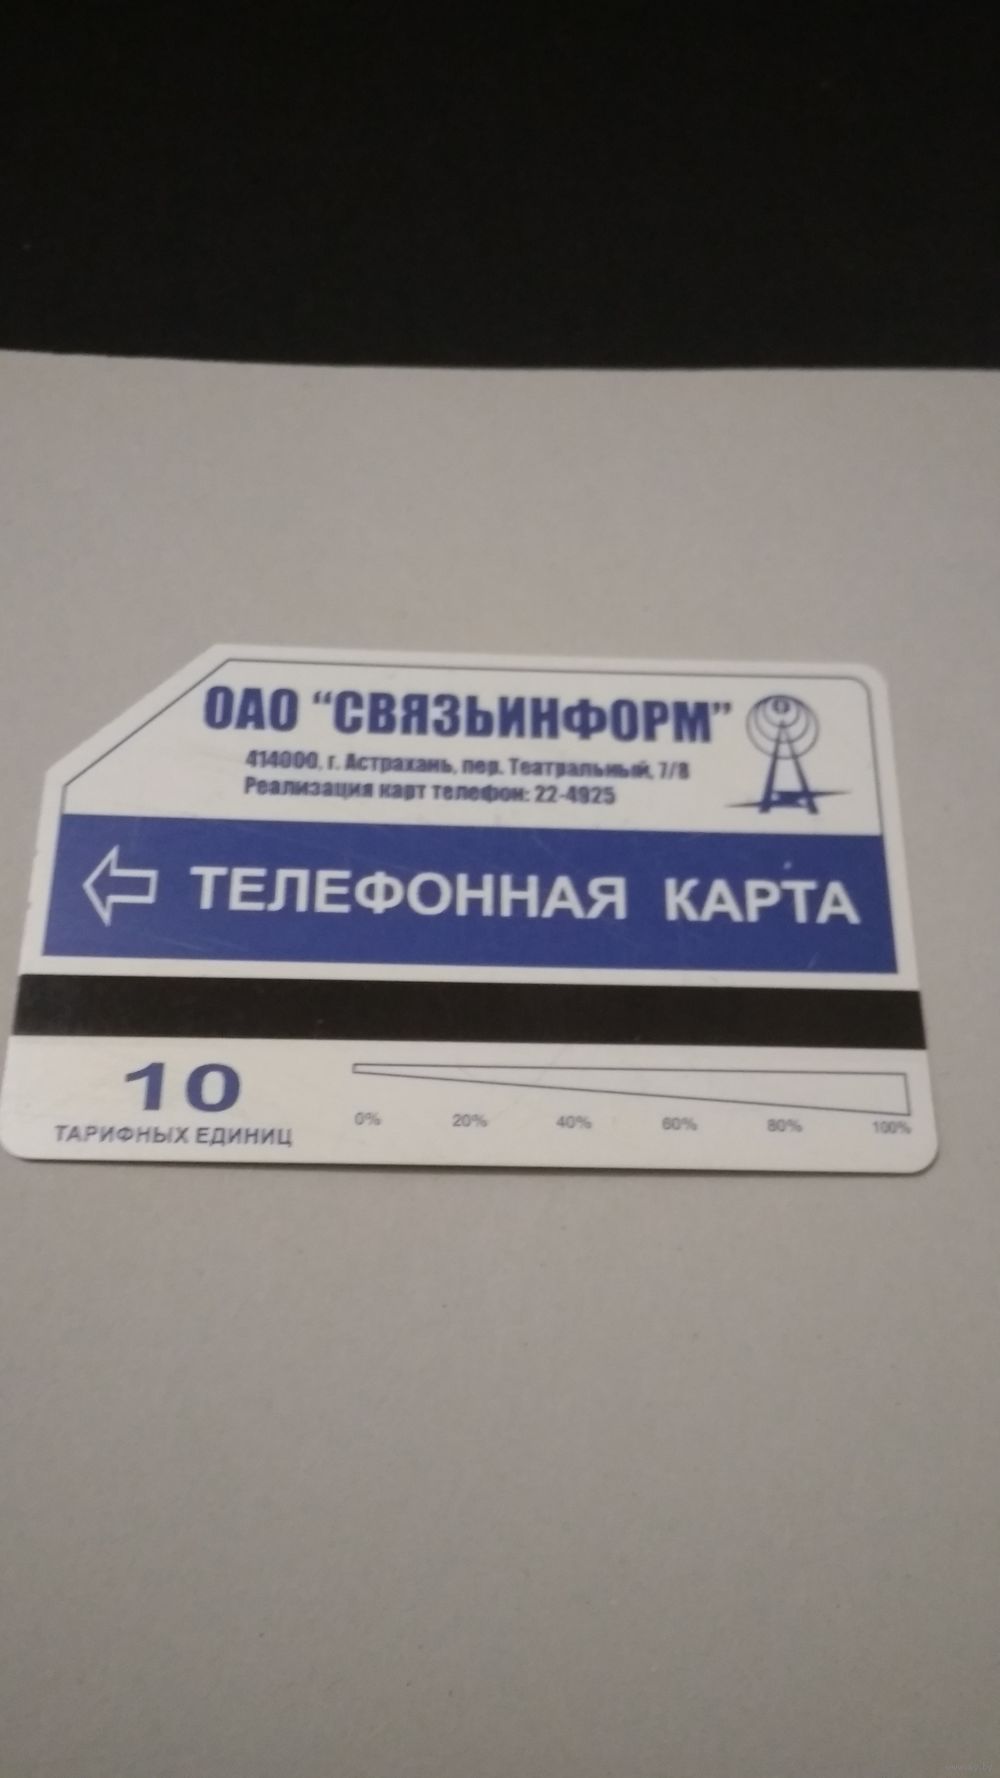 ОАО “СВЯЗЬИНФОРМ”
414000, г. Астрахань, пер. Театральный, 7/8
Реализация карт телефон: 22-4925
ТЕЛЕФОННАЯ КАРТА
10
ТАРИФНЫХ ЕДИНИЦ
0% 20% 40% 60% 80% 100%